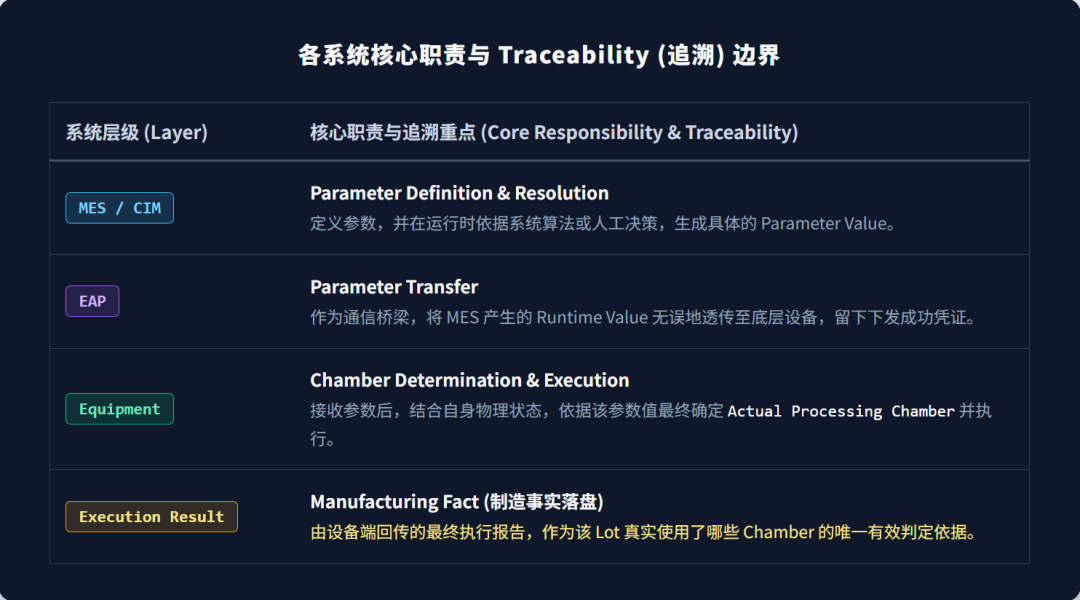 各系统核心职责与 Traceability (追溯) 边界
系统层级 (Layer)
核心职责与追溯重点 (Core Responsibility & Traceability)
MES / CIM
Parameter Definition & Resolution
定义参数，并在运行时依据系统算法或人工决策，生成具体的 Parameter Value。
EAP
Parameter Transfer
作为通信桥梁，将 MES 产生的 Runtime Value 无误地透传至底层设备，留下下发成功凭证。
Equipment
Chamber Determination & Execution
接收参数后，结合自身物理状态，依据该参数值最终确定 Actual Processing Chamber 并执
行。
Execution Result
Manufacturing Fact (制造事实落盘)
由设备端回传的最终执行报告，作为该 Lot 真实使用了哪些 Chamber 的唯一有效判定依据。